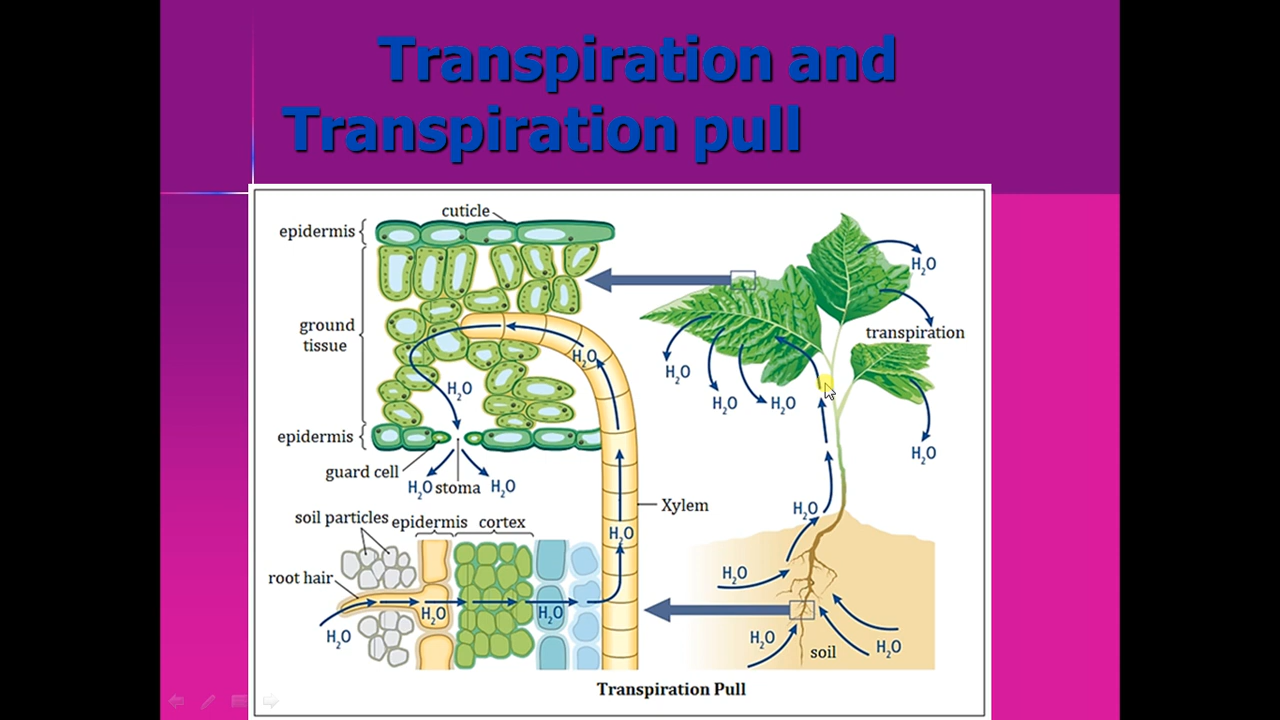 Transpiration and
Transpiration pull
cuticle
epidermis
ground
tissue
H₂O
H₂O
epidermis
guard cell
H₂O stoma H₂O
soil particles
epidermis cortex
root hair
H₂O
H₂O
H₂O
H₂O
Xylem
H₂O
transpiration
H₂O
H₂O
H₂O
H₂O
H₂O
H₂O
H₂O
H₂O
soil
Transpiration Pull